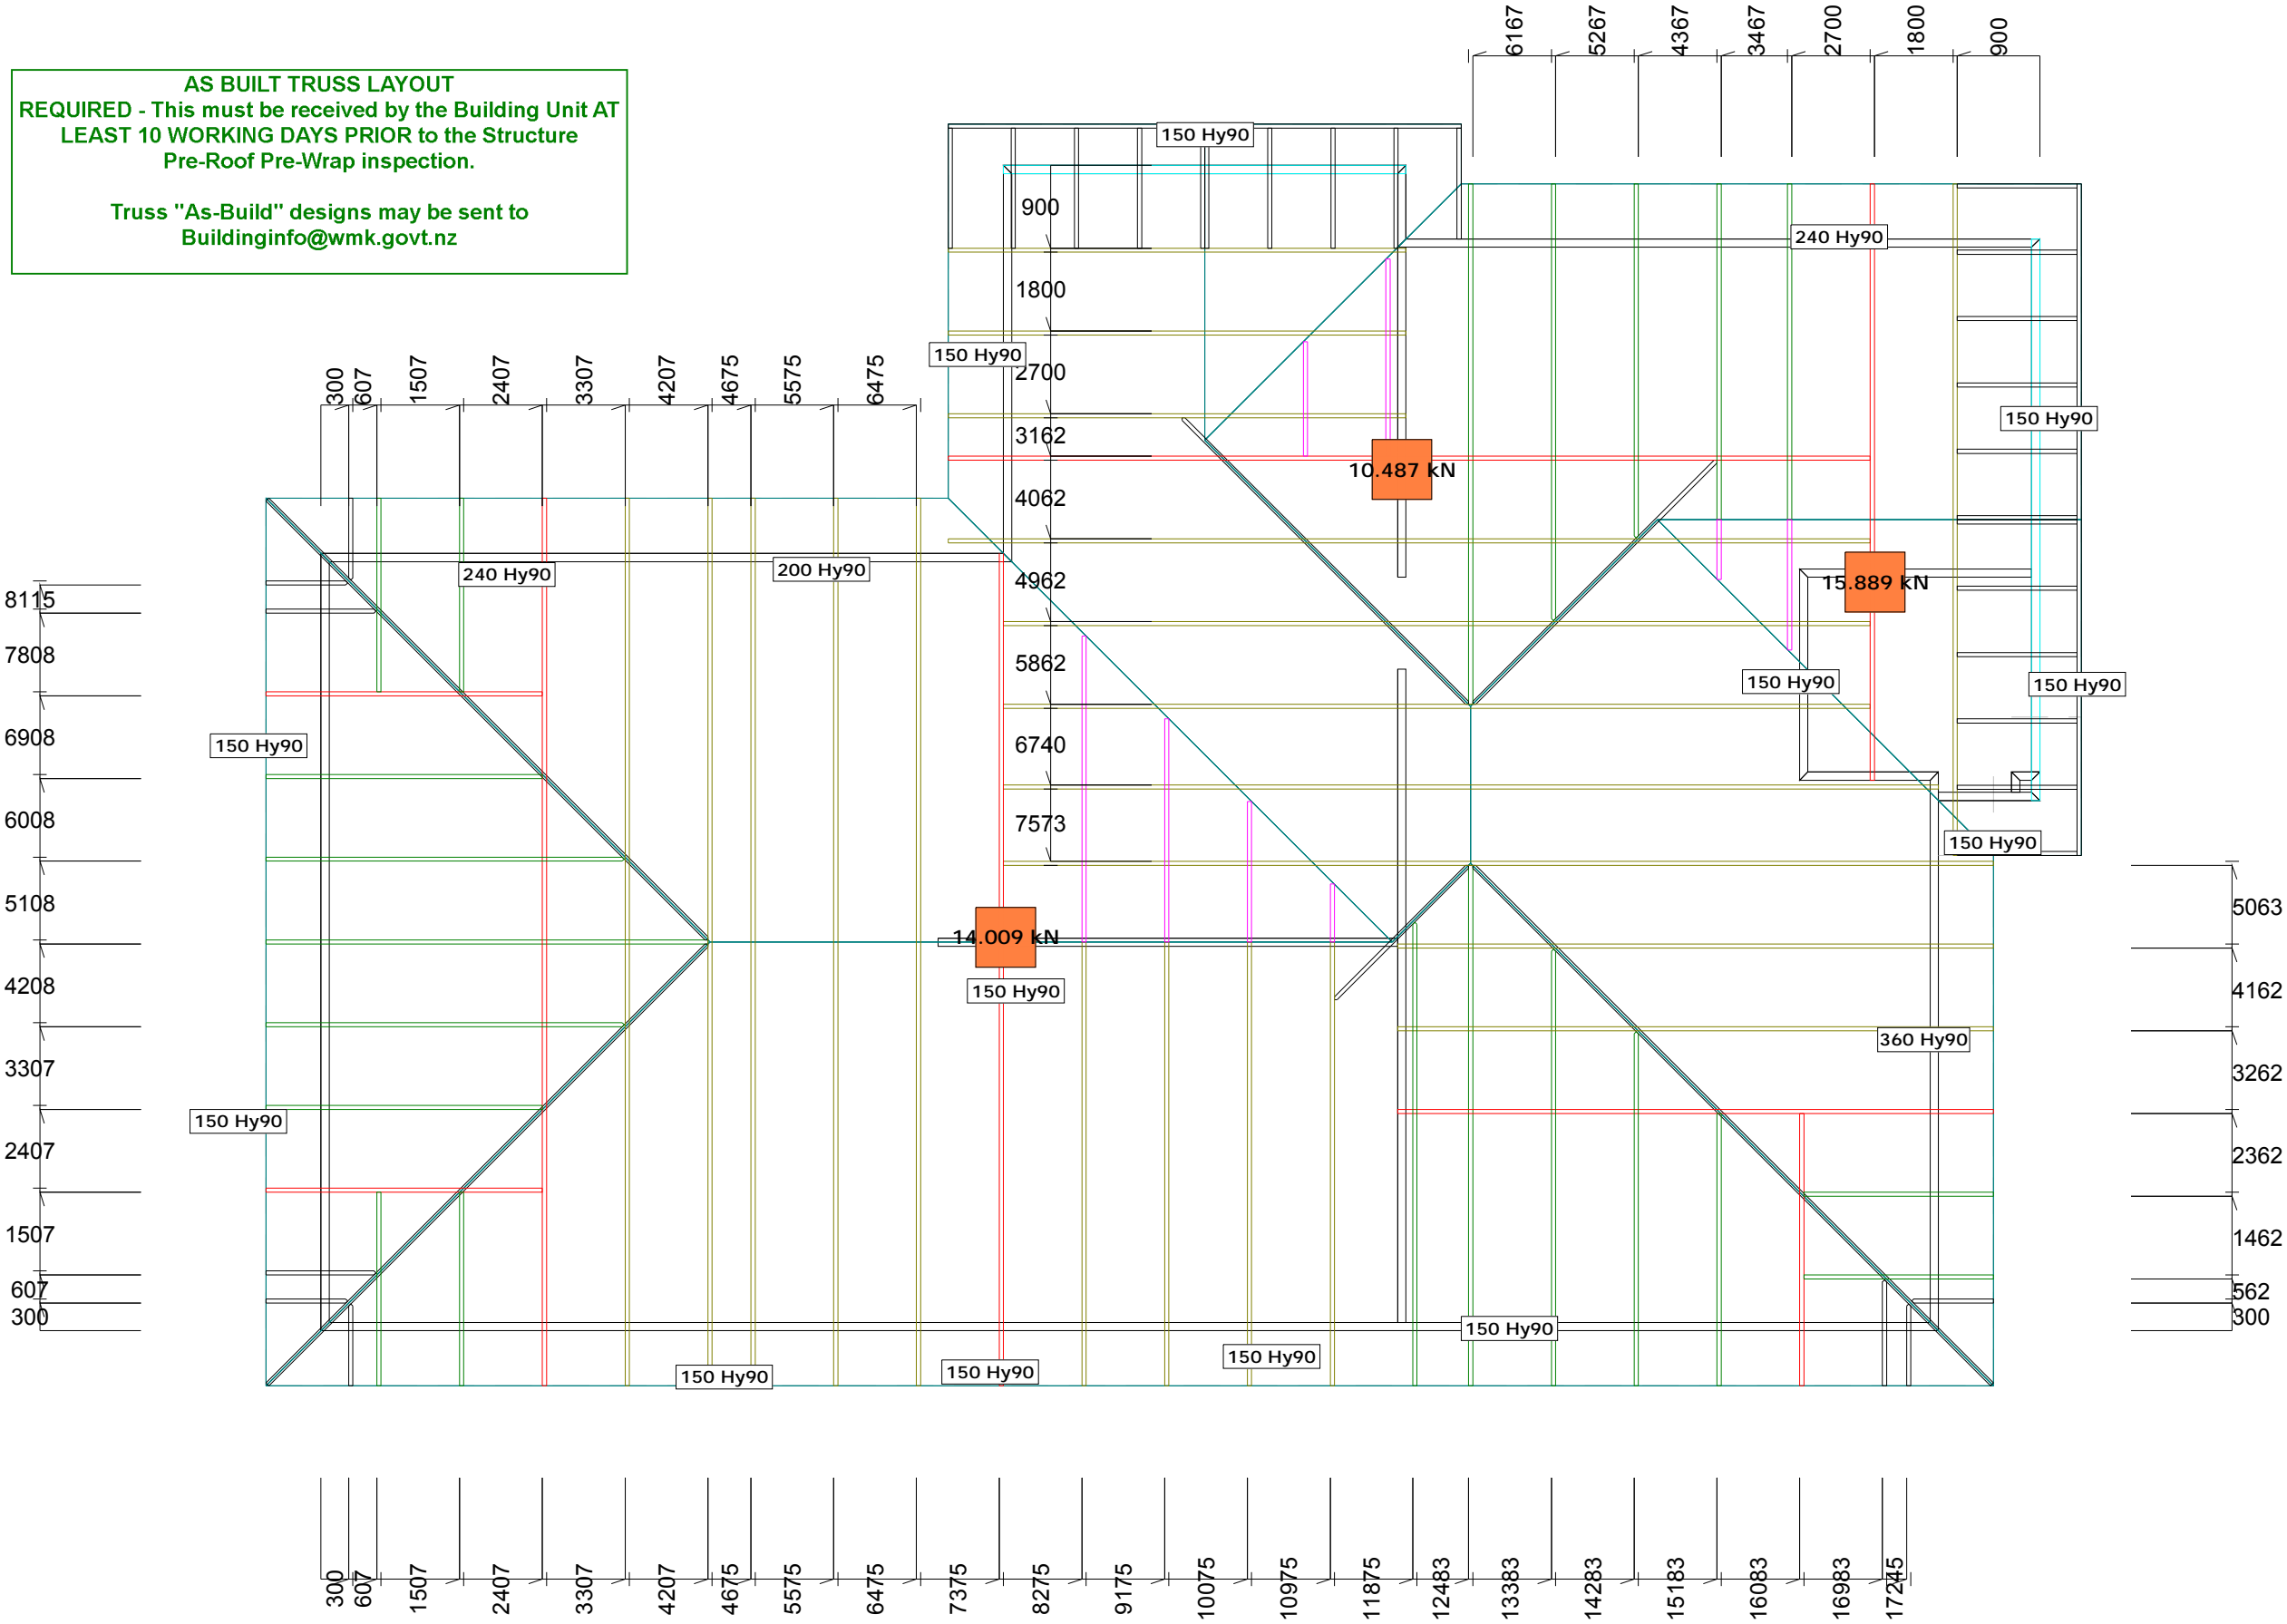 6167
5267
4367
3467
2700
1800
900
AS BUILT TRUSS LAYOUT
REQUIRED - This must be received by the Building Unit AT
LEAST 10 WORKING DAYS PRIOR to the Structure
Pre-Roof Pre-Wrap inspection.
Truss "As-Build" designs may be sent to
Buildinginfo@wmk.govt.nz
150 Hy90
900
240 Hy90
1800
150 Hy90
2700
300
607
1507
2407
3307
4207
4675
5575
6475
150 Hy90
3162
10.487 kN
4062
240 Hy90
200 Hy90
4962
15.889 kN
8115
7808
5862
150 Hy90
150 Hy90
6908
150 Hy90
6740
6008
7573
150 Hy90
5108
14.009 kN
5063
4208
150 Hy90
4162
360 Hy90
3307
3262
150 Hy90
2407
2362
1507
1462
607
562
300
150 Hy90
300
150 Hy90
150 Hy90
150 Hy90
300
607
1507
2407
3307
4207
4675
5575
6475
7375
8275
9175
10075
10975
11875
12483
13383
14283
15183
16083
16983
17245